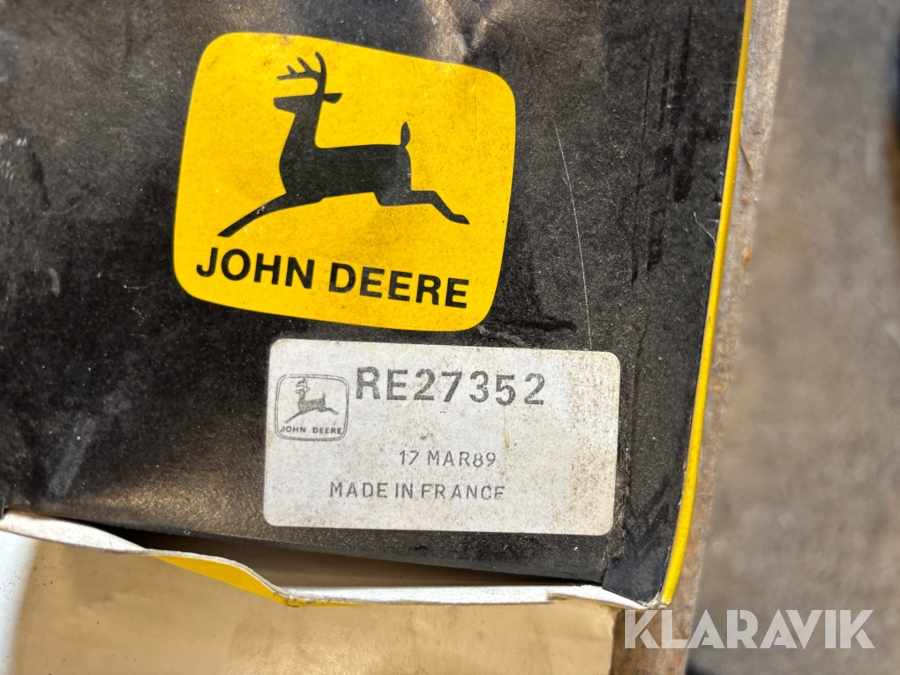 JOHN DEERE
RE27352
JOHN DEERE
17 MAR89
MADE IN FRANCE
KLARAVIK